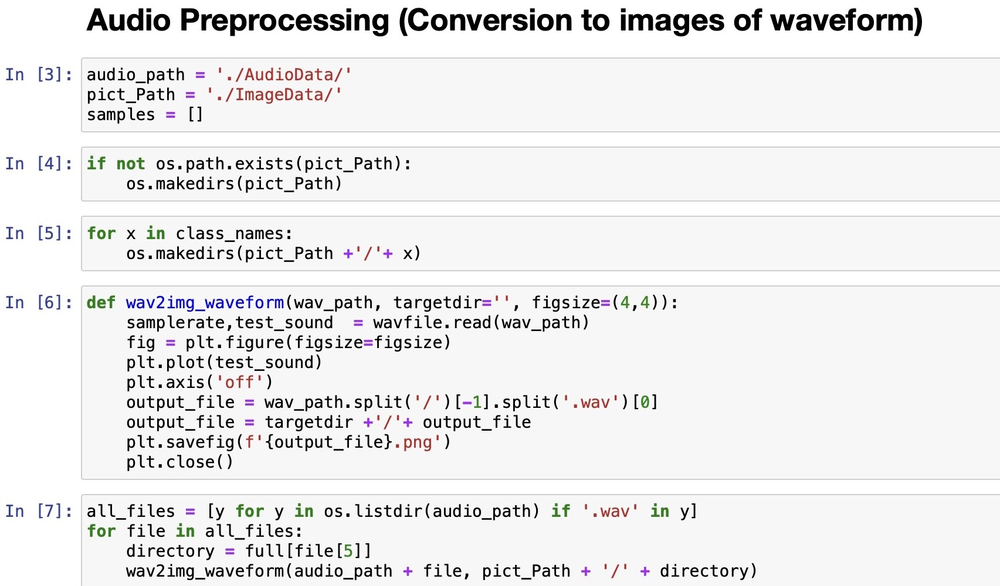 Audio Preprocessing (Conversion to images of waveform)
In [3]:
audio_path = './AudioData/'
pict_Path = './ImageData/'
samples = []
In [4]:
if not os.path.exists(pict_Path):
    os.makedirs(pict_Path)
In [5]:
for x in class_names:
    os.makedirs(pict_Path +'/'+ x)
In [6]:
def wav2img_waveform(wav_path, targetdir='', figsize=(4,4)):
    samplerate,test_sound  = wavfile.read(wav_path)
    fig = plt.figure(figsize=figsize)
    plt.plot(test_sound)
    plt.axis('off')
    output_file = wav_path.split('/')[-1].split('.wav')[0]
    output_file = targetdir +'/'+ output_file
    plt.savefig(f'{output_file}.png')
    plt.close()
In [7]:
all_files = [y for y in os.listdir(audio_path) if '.wav' in y]
for file in all_files:
    directory = full[file[5]]
    wav2img_waveform(audio_path + file, pict_Path + '/' + directory)